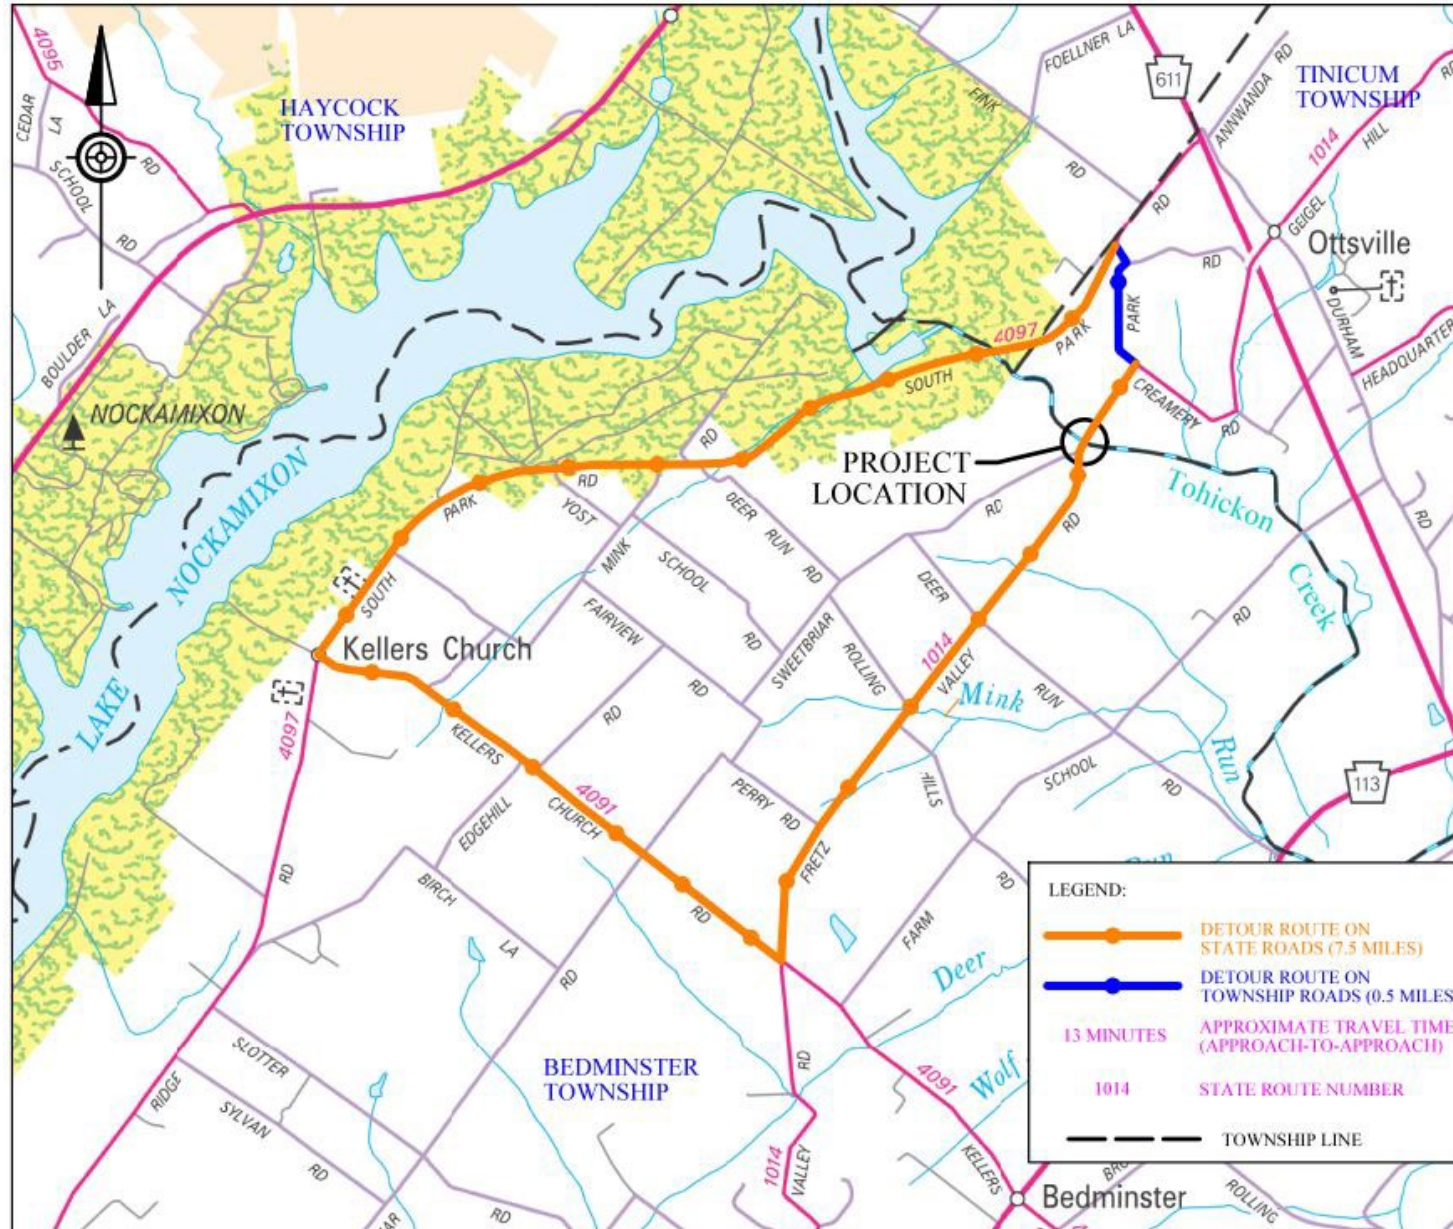 4095
CEDAR
LA
RD
SCHOOL
RD
HAYCOCK
TOWNSHIP
BOULDER LA
NOCKAMIXON
LAKE NOCKAMIXON
FOELLNER LA
FINK
RD
611
ANNWANDA RD
TINICUM
TOWNSHIP
1014
GEIGEL HILL
RD
Ottsville
RD
RD
PARK
DURHAM
HEADQUARTER
RD
4097
PARK
SOUTH
CREAMERY
RD
PROJECT
LOCATION
Tohickon
Creek
RD
RD
PARK
RD
YOST
DEER
RUN
RD
MINK
SCHOOL
RD
FAIRVIEW
RD
RD
SOUTH
Kellers Church
4097
RD
KELLERS
4091
CHURCH
RD
EDGEHILL
RD
SWEETBRIAR
ROLLING
HILLS
RD
DEER
RUN
RD
RD
1014
VALLEY
FRETZ
Mink
Run
RD
SCHOOL
FARM
PERRY
RD
113
BIRCH
LA
RD
Deer
Run
Wolf
BEDMINSTER
TOWNSHIP
SLOTTER
SYLVAN
RD
RD
RIDGE
RD
1014
VALLEY
4091
KELLERS
Bedminster
ROLLING
LEGEND:
DETOUR ROUTE ON
STATE ROADS (7.5 MILES)
DETOUR ROUTE ON
TOWNSHIP ROADS (0.5 MILES
13 MINUTES APPROXIMATE TRAVEL TIME
(APPROACH-TO-APPROACH)
1014 STATE ROUTE NUMBER
TOWNSHIP LINE